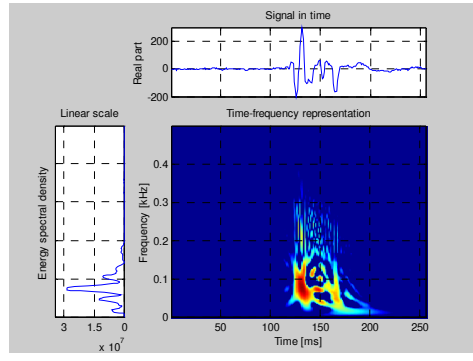 Signal in time
Real part
200
0
-200
Linear scale
Time-frequency representation
Energy spectral density
Frequency [kHz]
0.4
0.3
0.2
0.1
0
3 1.5 0
x 10^7
50 100 150 200 250
Time [ms]